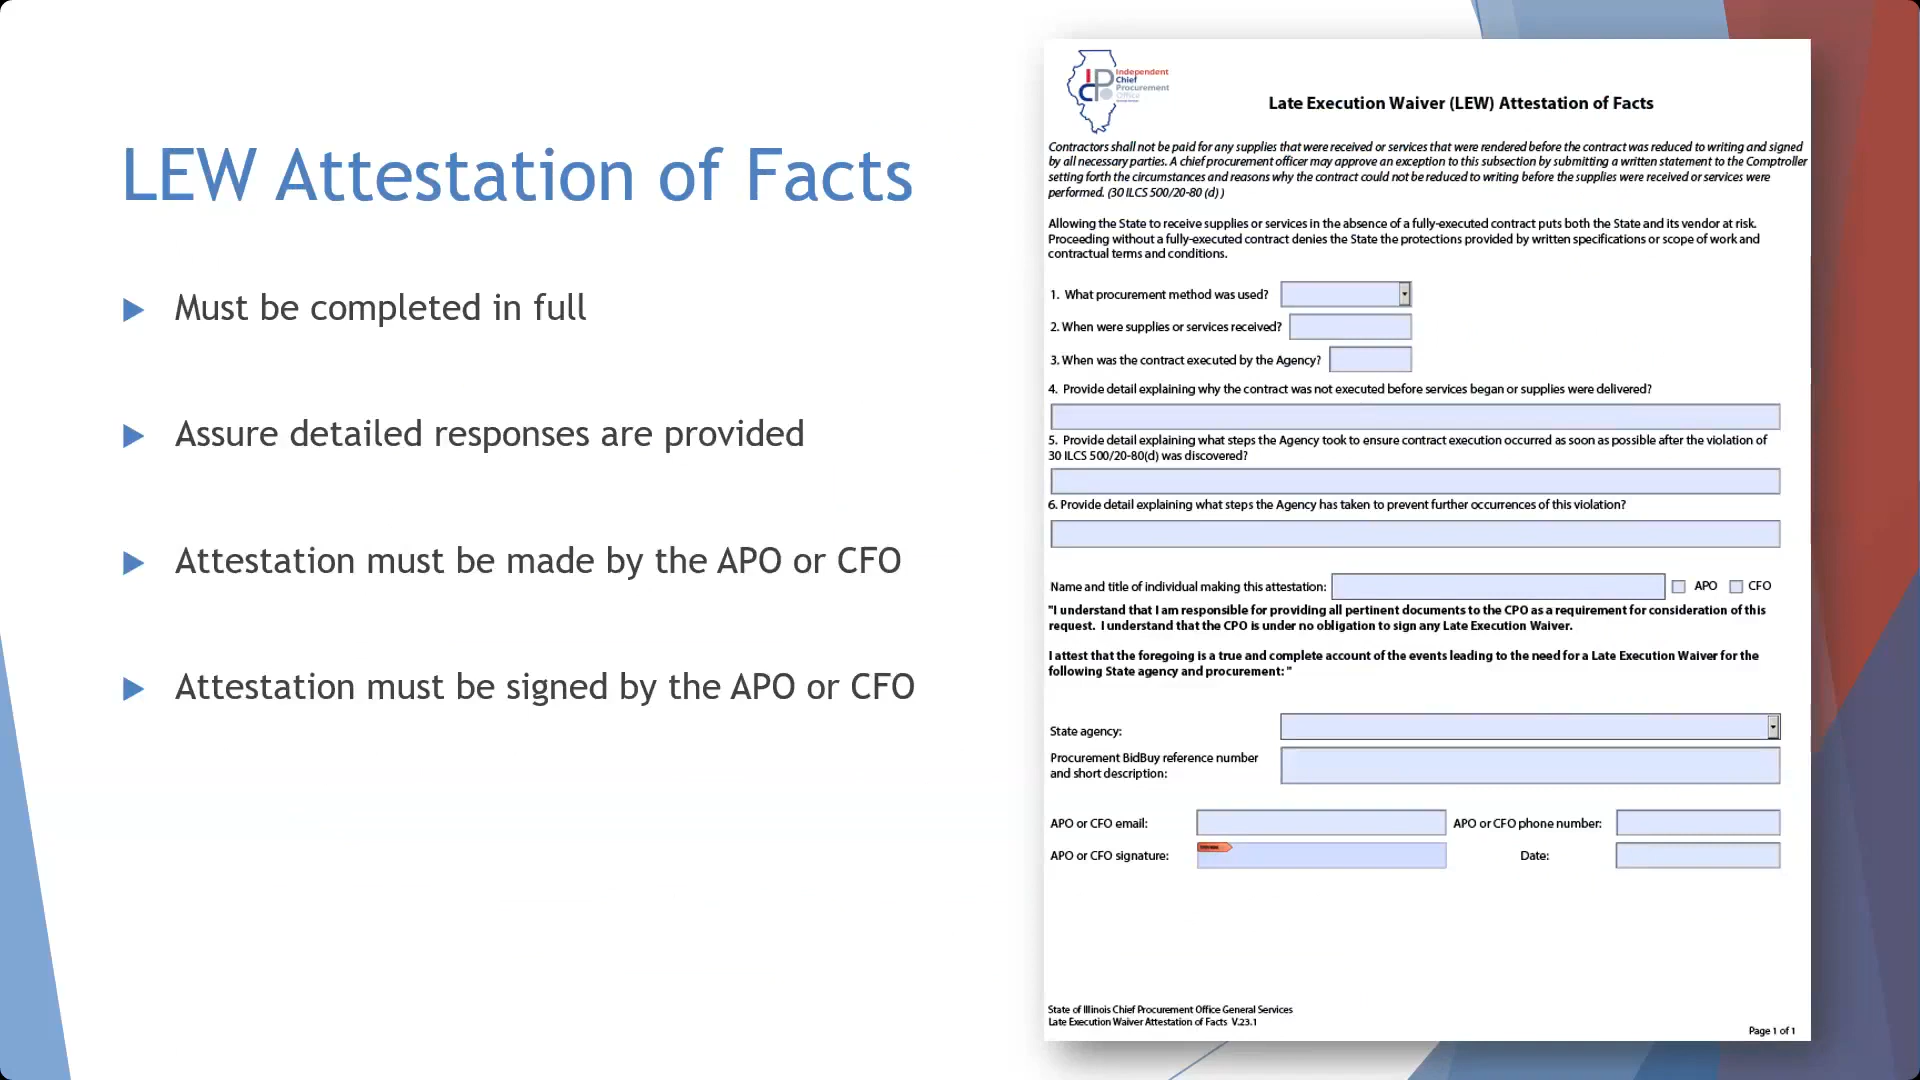 LEW Attestation of Facts
Must be completed in full
Assure detailed responses are provided
Attestation must be made by the APO or CFO
Attestation must be signed by the APO or CFO
Independent
Chief
Procurement
Office
Late Execution Waiver (LEW) Attestation of Facts
Contractors shall not be paid for any supplies that were received or services that were rendered before the contract was reduced to writing and signed
by all necessary parties. A chief procurement officer may approve an exception to this subsection by submitting a written statement to the Comptroller
setting forth the circumstances and reasons why the contract could not be reduced to writing before the supplies were received or services were
performed. (30 ILCS 500/20-80 (d) )
Allowing the State to receive supplies or services in the absence of a fully-executed contract puts both the State and its vendor at risk.
Proceeding without a fully-executed contract denies the State the protections provided by written specifications or scope of work and
contractual terms and conditions.
1. What procurement method was used?
2. When were supplies or services received?
3. When was the contract executed by the Agency?
4. Provide detail explaining why the contract was not executed before services began or supplies were delivered?
5. Provide detail explaining what steps the Agency took to ensure contract execution occurred as soon as possible after the violation of
30 ILCS 500/20-80(d) was discovered?
6. Provide detail explaining what steps the Agency has taken to prevent further occurrences of this violation?
Name and title of individual making this attestation: APO CFO
"I understand that I am responsible for providing all pertinent documents to the CPO as a requirement for consideration of this
request. I understand that the CPO is under no obligation to sign any Late Execution Waiver.
I attest that the foregoing is a true and complete account of the events leading to the need for a Late Execution Waiver for the
following State agency and procurement: "
State agency:
Procurement BidBuy reference number
and short description:
APO or CFO email: APO or CFO phone number:
APO or CFO signature: Date:
State of Illinois Chief Procurement Office General Services
Late Execution Waiver Attestation of Facts V.23.1
Page 1 of 1